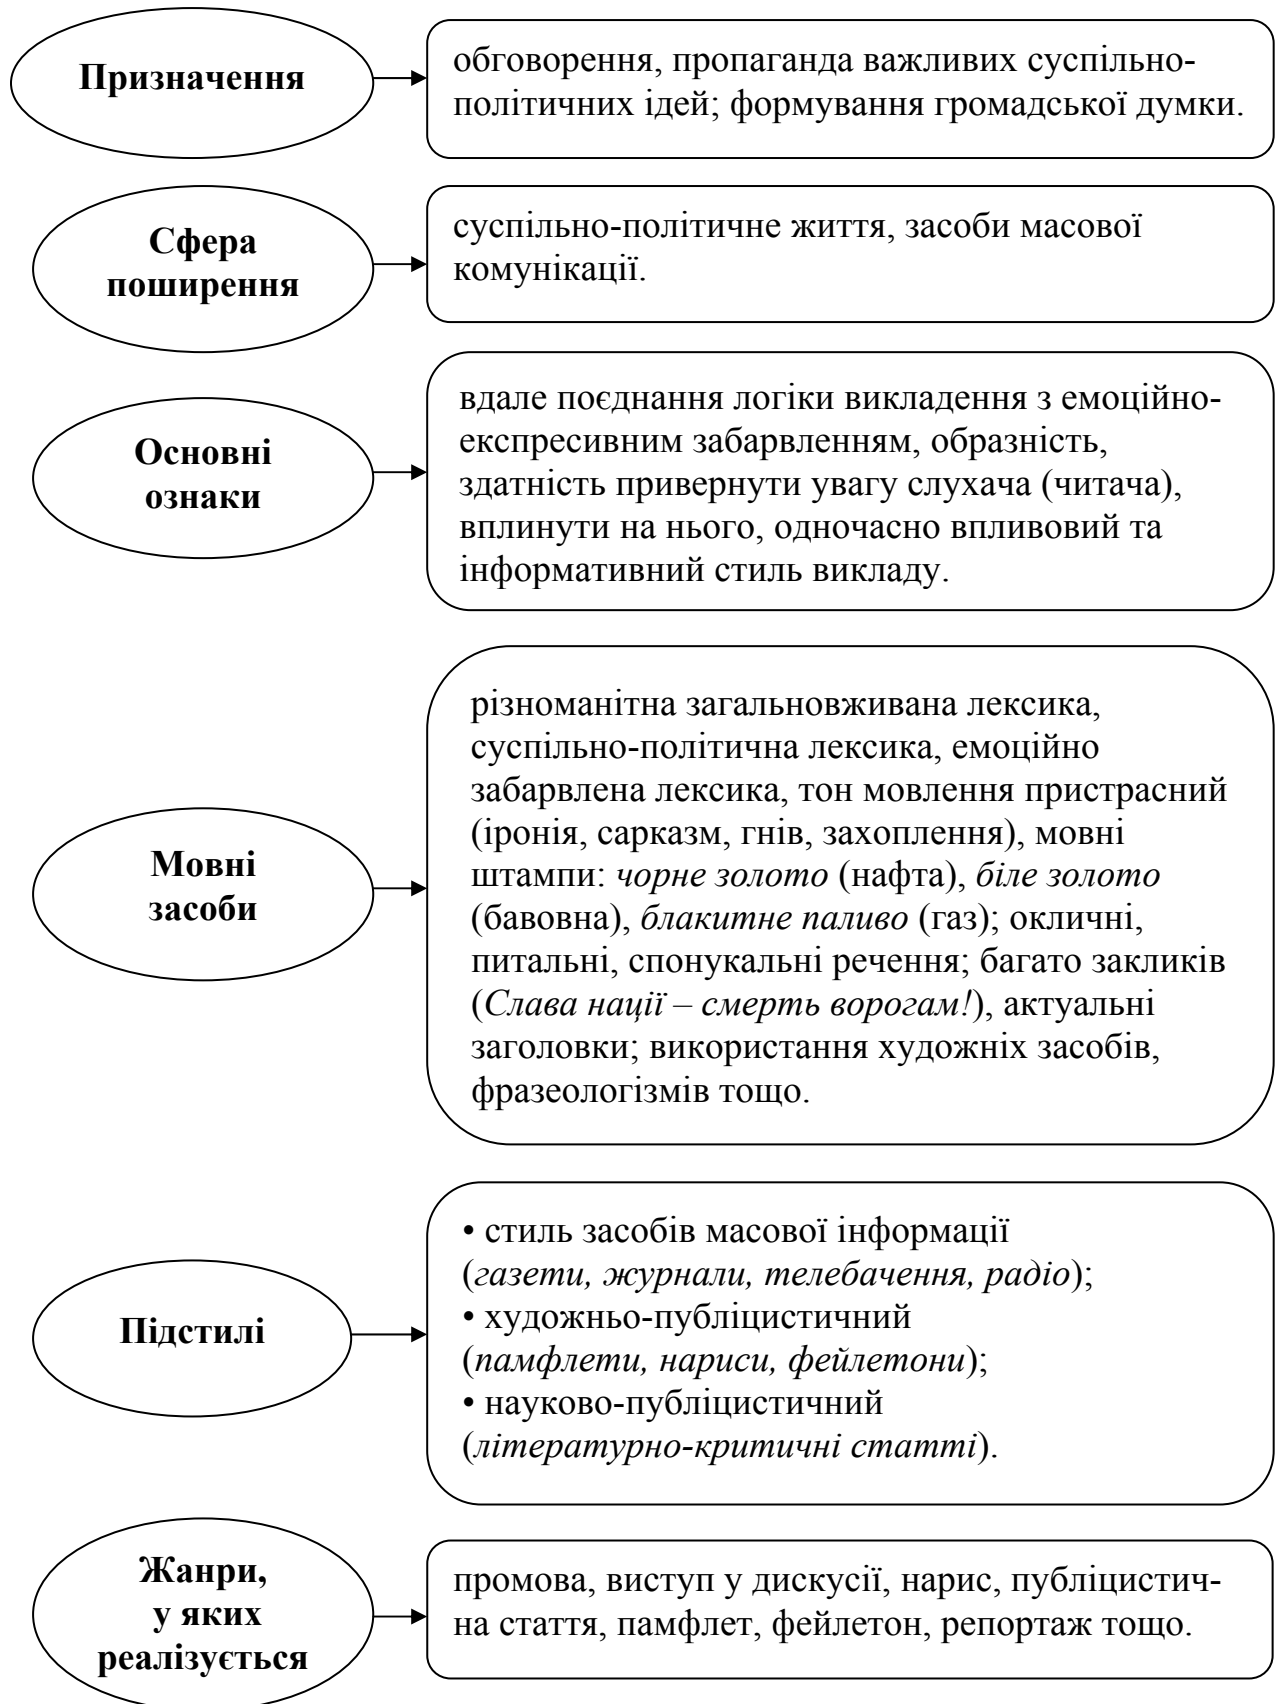 Призначення
обговорення, пропаганда важливих суспільно-
політичних ідей; формування громадської думки.
Сфера
поширення
суспільно-політичне життя, засоби масової
комунікації.
Основні
ознаки
вдале поєднання логіки викладення з емоційно-
експресивним забарвленням, образність,
здатність привернути увагу слухача (читача),
вплинути на нього, одночасно впливовий та
інформативний стиль викладу.
Мовні
засоби
різноманітна загальновживана лексика,
суспільно-політична лексика, емоційно
забарвлена лексика, тон мовлення пристрасний
(іронія, сарказм, гнів, захоплення), мовні
штампи: чорне золото (нафта), біле золото
(бавовна), блакитне паливо (газ); окличні,
питальні, спонукальні речення; багато закликів
(Слава нації – смерть ворогам!), актуальні
заголовки; використання художніх засобів,
фразеологізмів тощо.
Підстилі
• стиль засобів масової інформації
(газети, журнали, телебачення, радіо);
• художньо-публіцистичний
(памфлети, нариси, фейлетони);
• науково-публіцистичний
(літературно-критичні статті).
Жанри,
у яких
реалізується
промова, виступ у дискусії, нарис, публіцистич-
на стаття, памфлет, фейлетон, репортаж тощо.